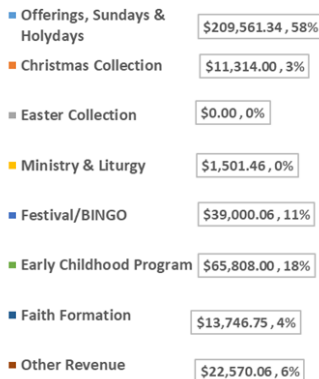 Offerings, Sundays &
Holydays
$209,561.34, 58%
Christmas Collection
$11,314.00, 3%
Easter Collection
$0.00, 0%
Ministry & Liturgy
$1,501.46, 0%
Festival/BINGO
$39,000.06, 11%
Early Childhood Program
$65,808.00, 18%
Faith Formation
$13,746.75, 4%
Other Revenue
$22,570.06, 6%